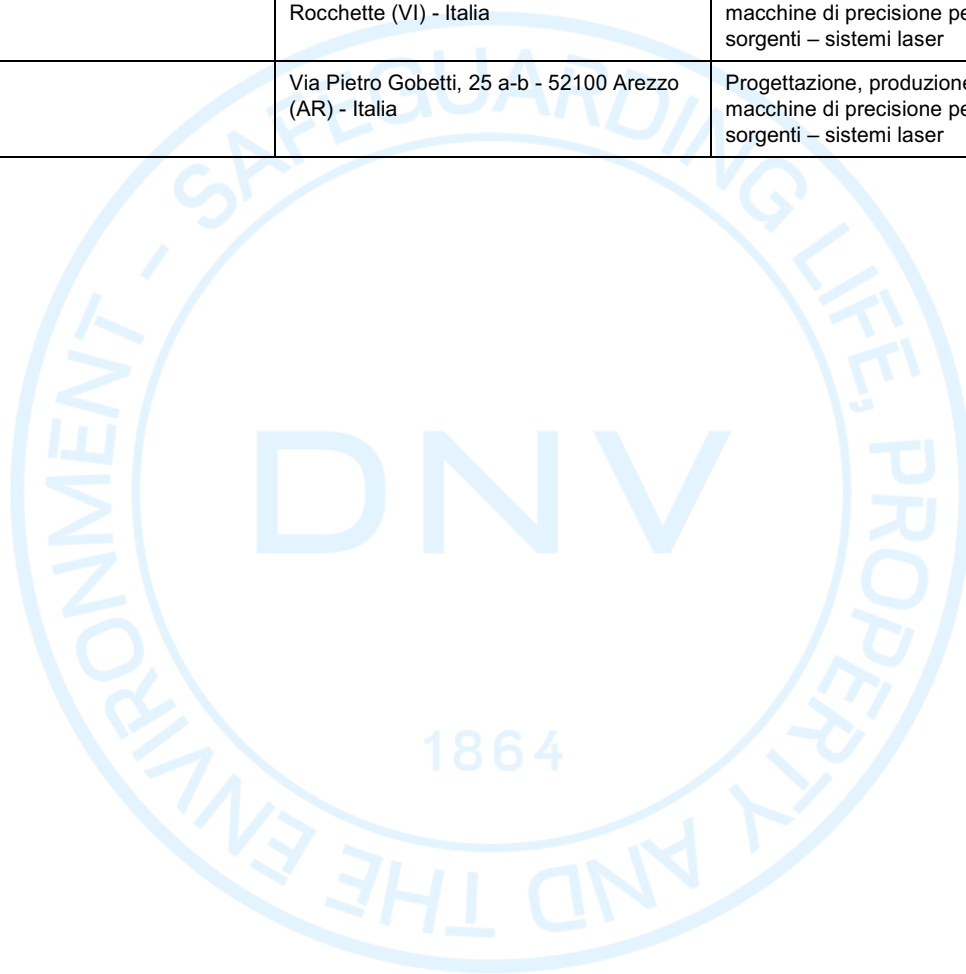 Rocchette (VI) - Italia
macchine di precisione pe
sorgenti – sistemi laser
Via Pietro Gobetti, 25 a-b - 52100 Arezzo
(AR) - Italia
Progettazione, produzione
macchine di precisione pe
sorgenti – sistemi laser
SAFEGUARDING LIFE, PROPERTY AND THE ENVIRONMENT -
DNV
1864